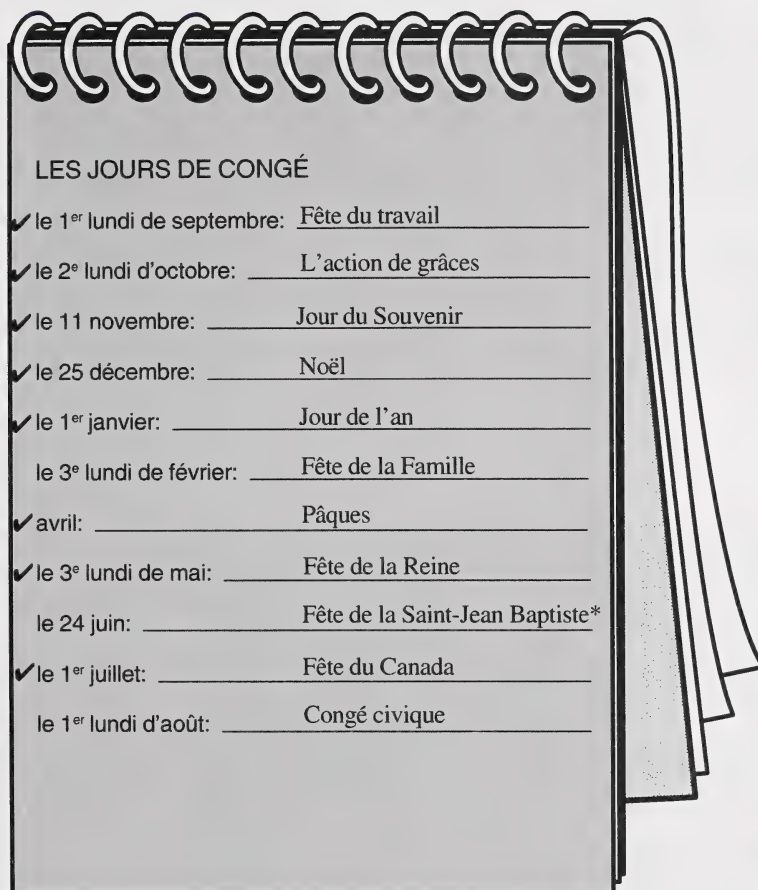 LES JOURS DE CONGÉ
✓ le 1er lundi de septembre: Fête du travail
✓ le 2e lundi d'octobre: L'action de grâces
✓ le 11 novembre: Jour du Souvenir
✓ le 25 décembre: Noël
✓ le 1er janvier: Jour de l'an
le 3e lundi de février: Fête de la Famille
✓ avril: Pâques
✓ le 3e lundi de mai: Fête de la Reine
le 24 juin: Fête de la Saint-Jean Baptiste*
✓ le 1er juillet: Fête du Canada
le 1er lundi d'août: Congé civique